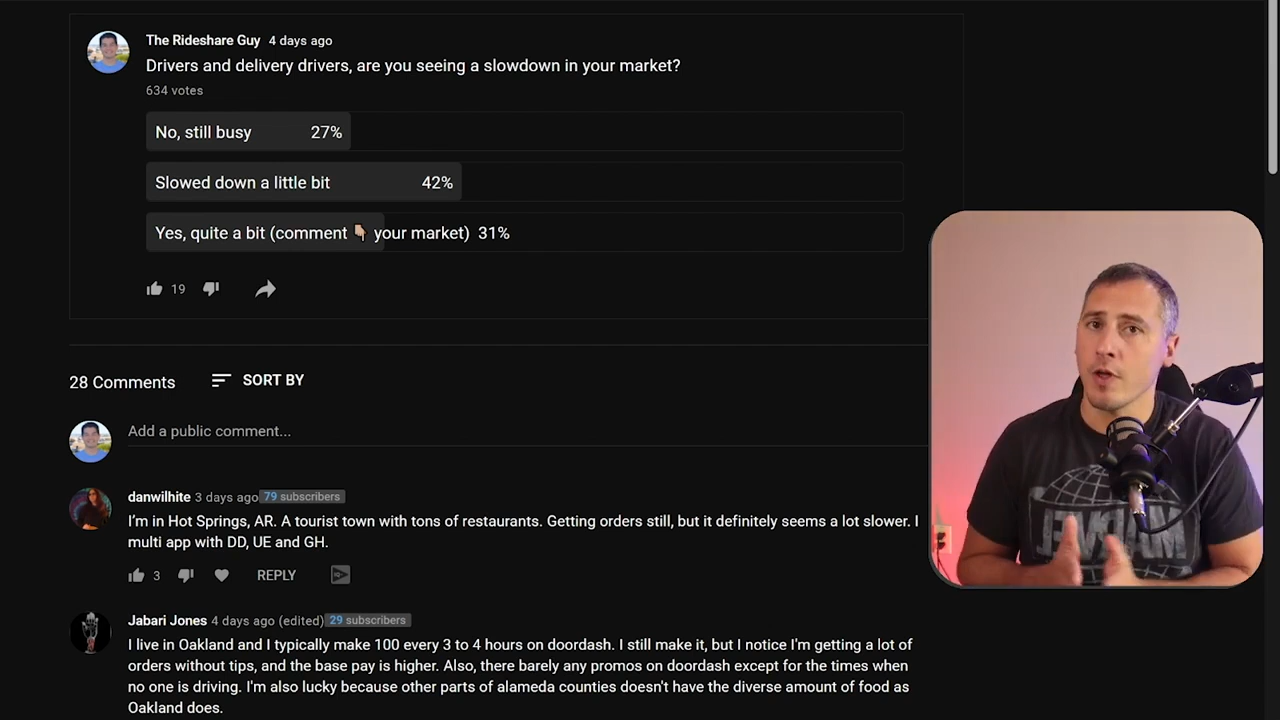 The Rideshare Guy 4 days ago
Drivers and delivery drivers, are you seeing a slowdown in your market?
634 votes
No, still busy 27%
Slowed down a little bit 42%
Yes, quite a bit (comment 👇🏽 your market) 31%
19
28 Comments
SORT BY
Add a public comment...
danwilhite 3 days ago 79 subscribers
I’m in Hot Springs, AR. A tourist town with tons of restaurants. Getting orders still, but it definitely seems a lot slower. I
multi app with DD, UE and GH.
3 REPLY
Jabari Jones 4 days ago (edited) 29 subscribers
I live in Oakland and I typically make 100 every 3 to 4 hours on doordash. I still make it, but I notice I'm getting a lot of
orders without tips, and the base pay is higher. Also, there barely any promos on doordash except for the times when
no one is driving. I'm also lucky because other parts of alameda counties doesn't have the diverse amount of food as
Oakland does.